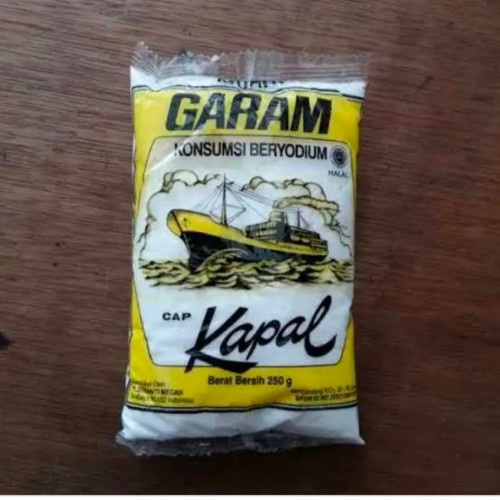 GARAM
KONSUMSI BERYODIUM
HALAL
CAP
Kapal
Berat Bersih 250 g